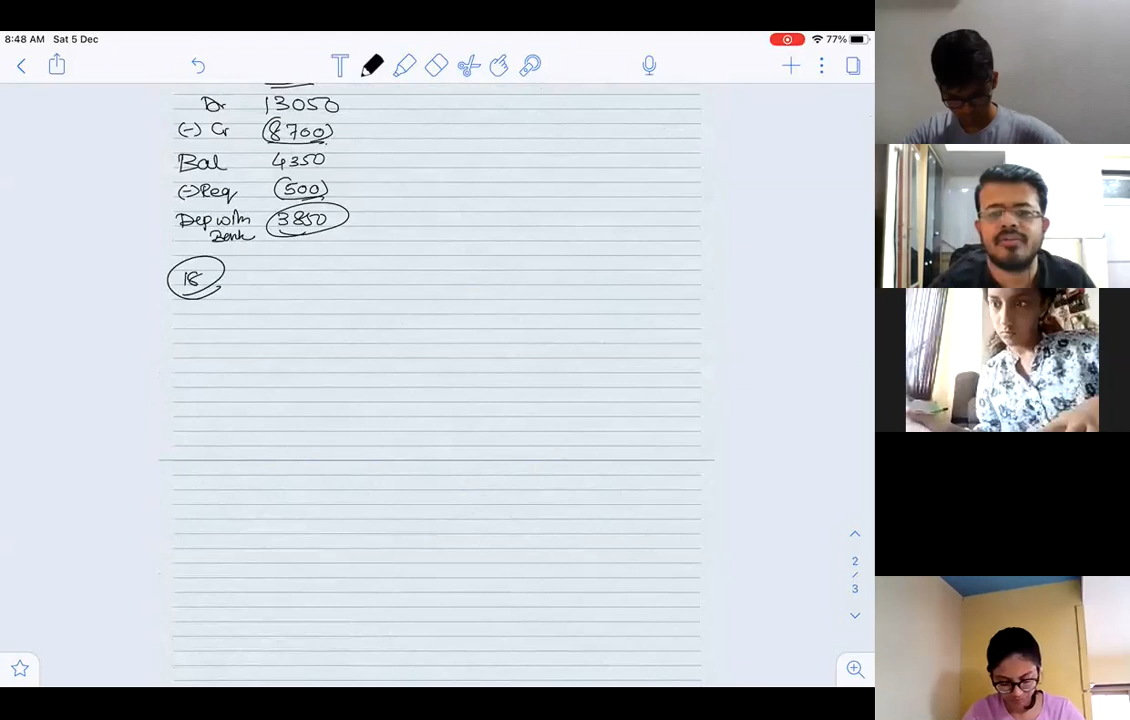 8:48 AM Sat 5 Dec
77%
T
Dr 13050
(-) Cr (8700)
Bal 4350
(-) Req (500)
Dep with 3850
Bank
18
2
/
3